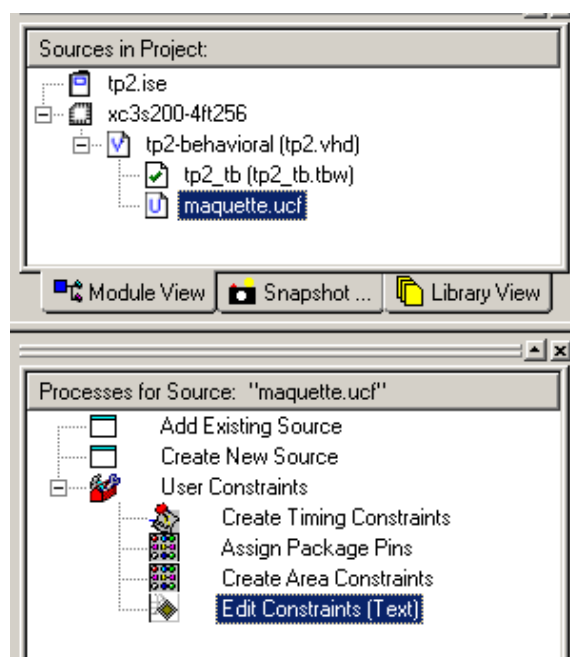 Sources in Project:
tp2.ise
xc3s200-4ft256
tp2-behavioral (tp2.vhd)
tp2_tb (tp2_tb.tbw)
maquette.ucf
Module View Snapshot ... Library View
Processes for Source: "maquette.ucf"
Add Existing Source
Create New Source
User Constraints
Create Timing Constraints
Assign Package Pins
Create Area Constraints
Edit Constraints (Text)